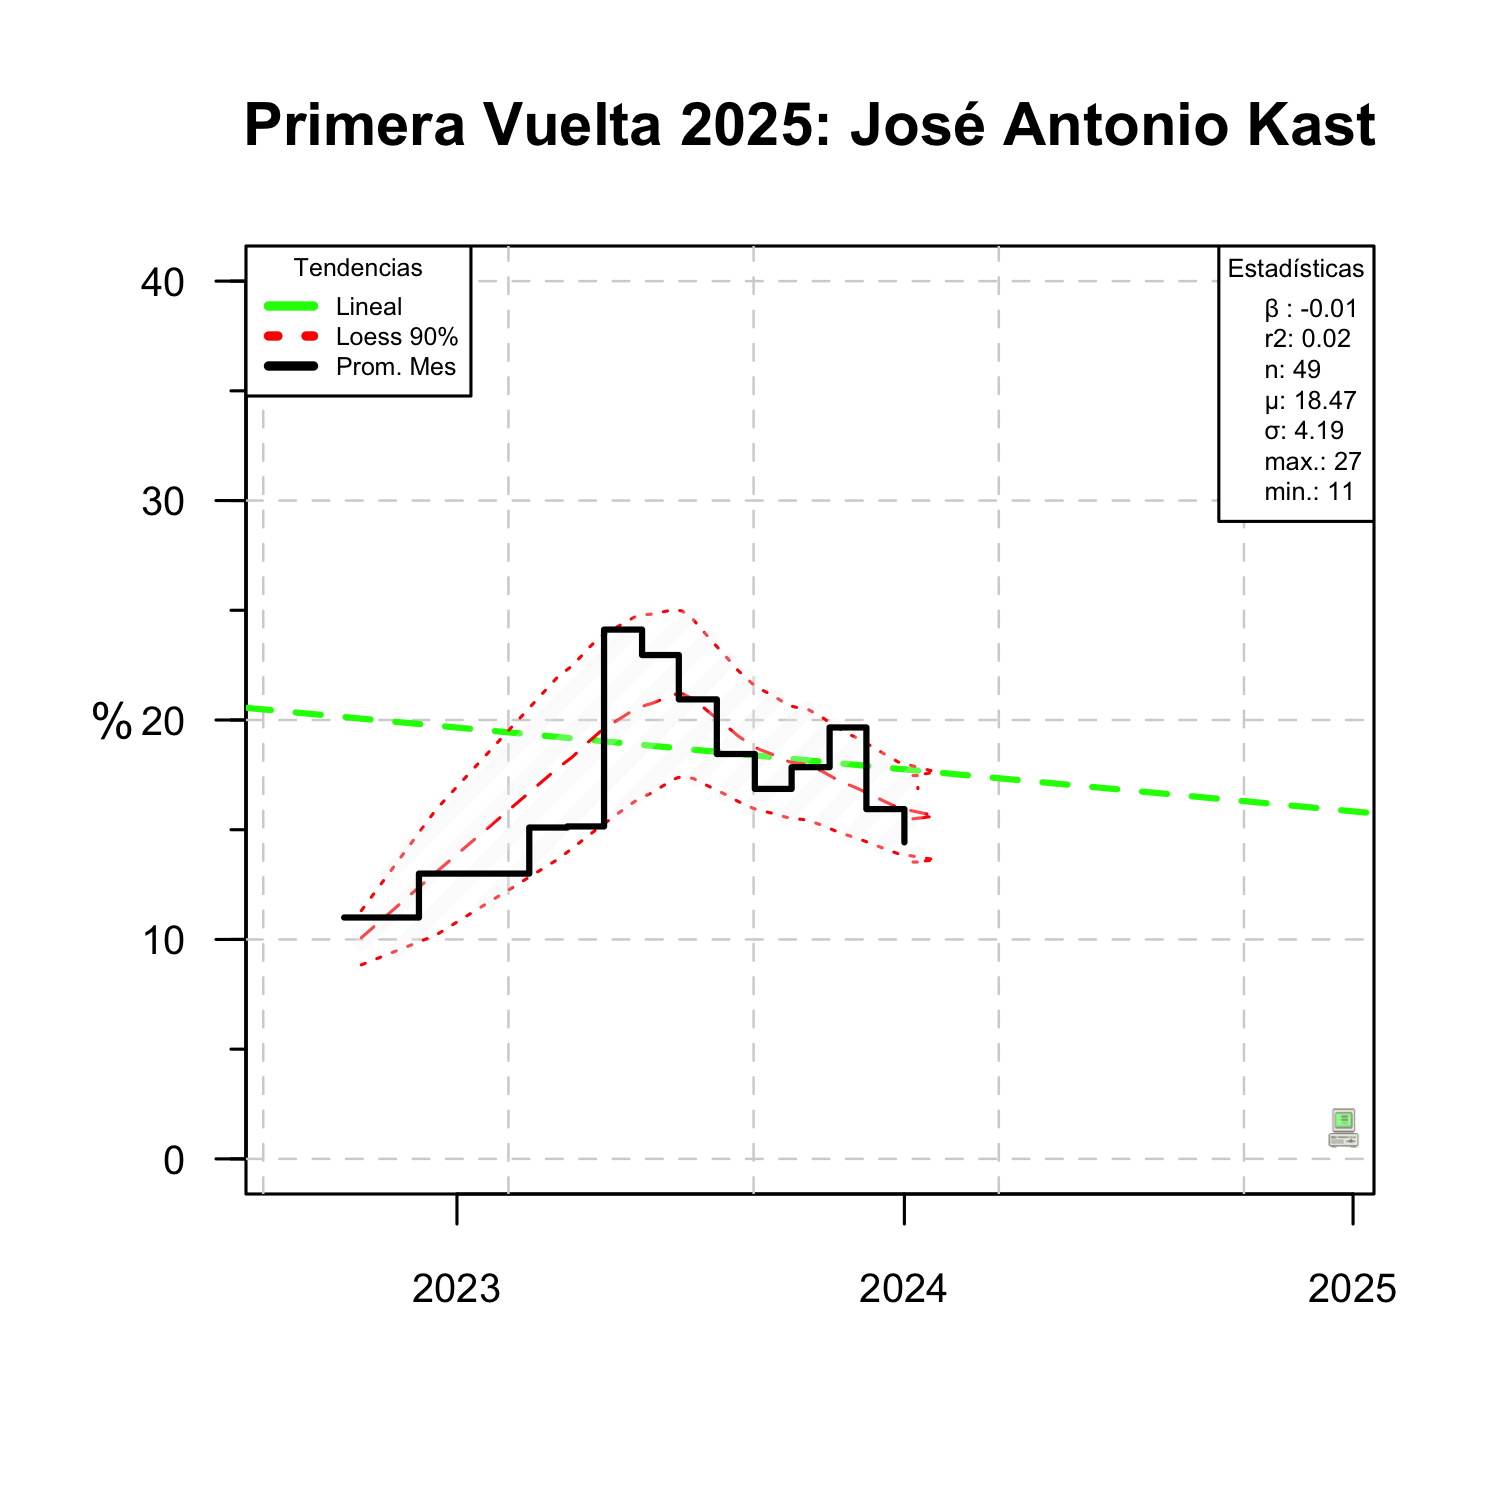 Primera Vuelta 2025: José Antonio Kast
Tendencias
Lineal
Loess 90%
Prom. Mes
Estadísticas
β : -0.01
r2: 0.02
n: 49
μ: 18.47
σ: 4.19
max.: 27
min.: 11
%
40
30
20
10
0
2023
2024
2025